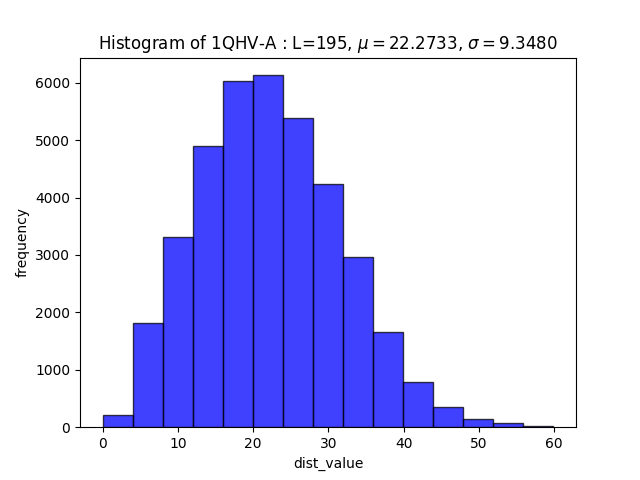 Histogram of 1QHV-A : L=195, μ = 22.2733, σ = 9.3480
6000
5000
4000
3000
2000
1000
0
frequency
0 10 20 30 40 50 60
dist_value